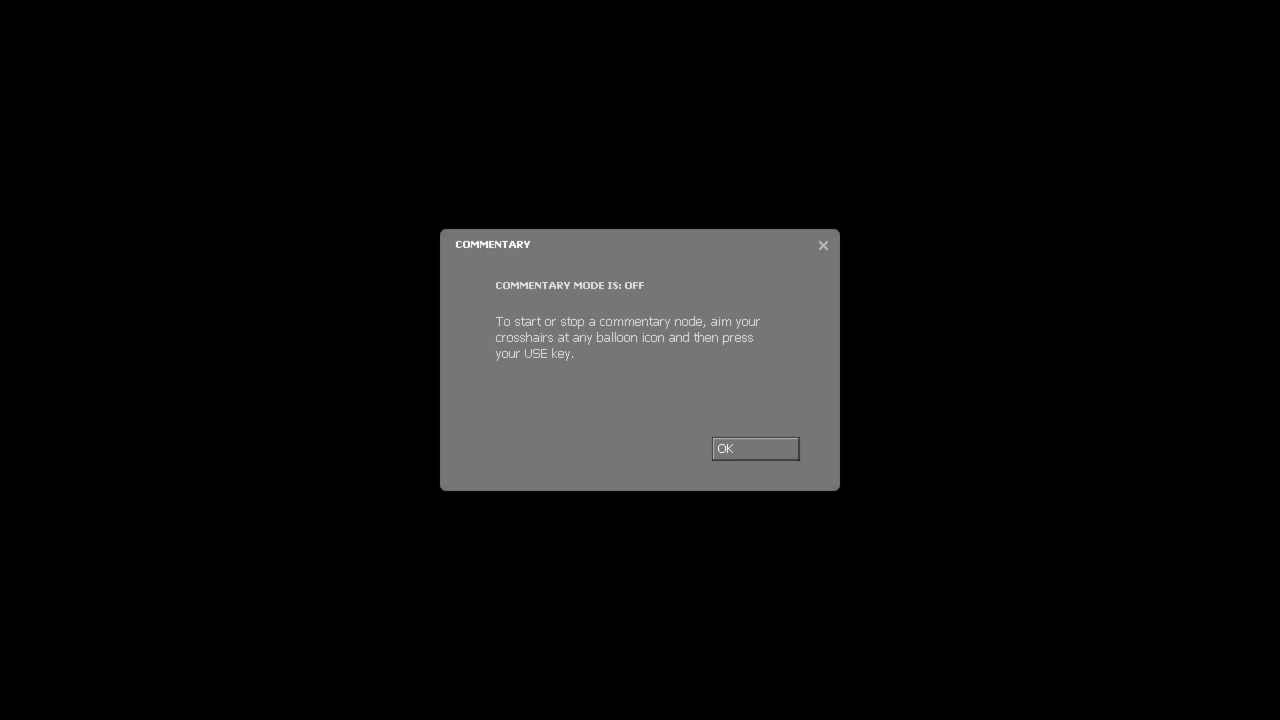 COMMENTARY
COMMENTARY MODE IS: OFF
To start or stop a commentary node, aim your
crosshairs at any balloon icon and then press
your USE key.
OK